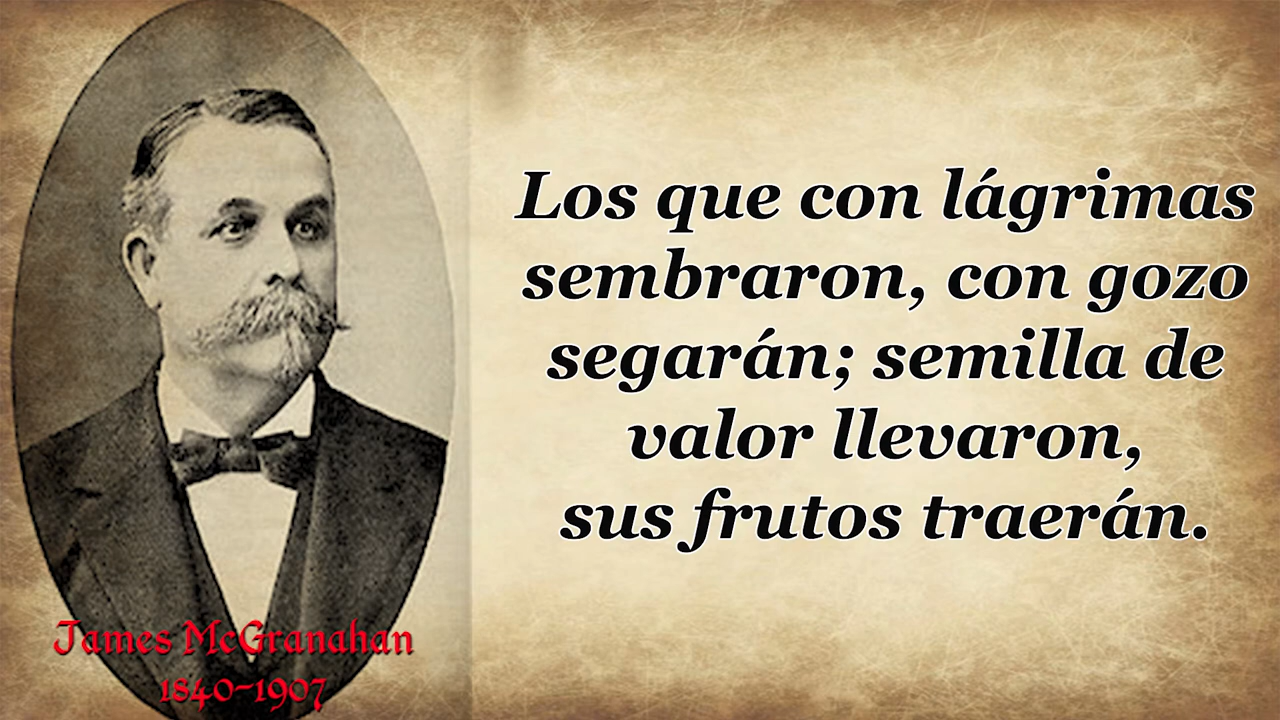 Los que con lágrimas
sembraron, con gozo
segarán; semilla de
valor llevaron,
sus frutos traerán.
James McGranahan
1840-1907